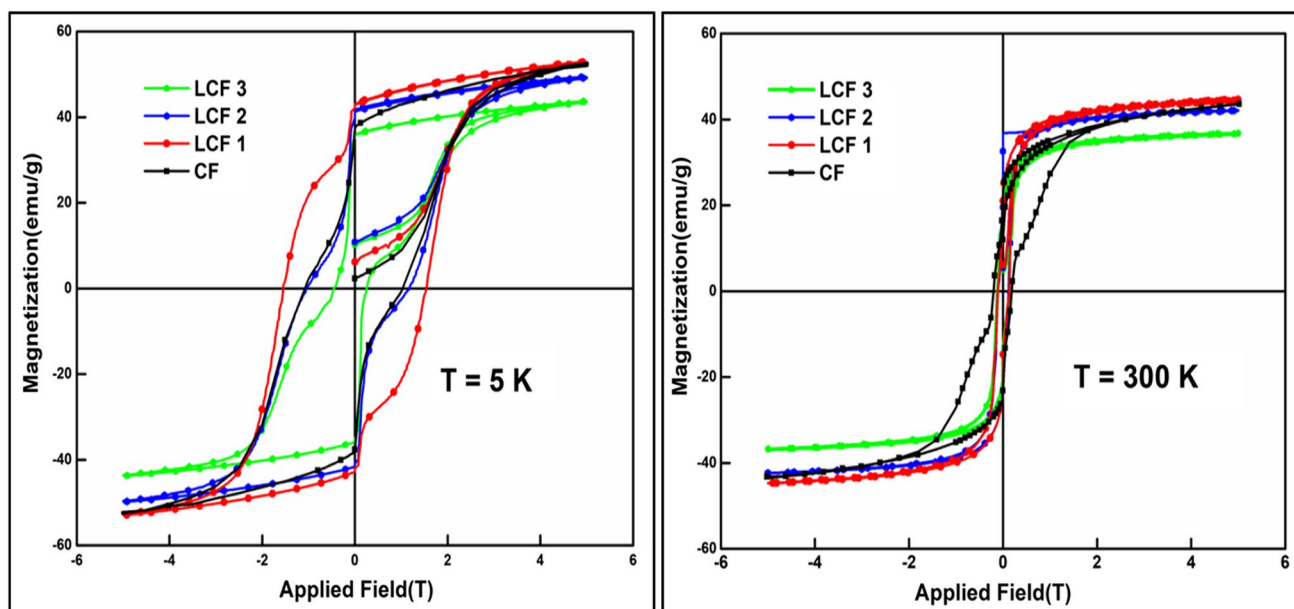 60
40
20
0
-20
-40
-60
-6
-4
-2
0
2
4
6
Magnetization(emu/g)
Applied Field(T)
LCF 3
LCF 2
LCF 1
CF
T = 5 K
60
40
20
0
-20
-40
-60
-6
-4
-2
0
2
4
6
Magnetization(emu/g)
Applied Field(T)
LCF 3
LCF 2
LCF 1
CF
T = 300 K